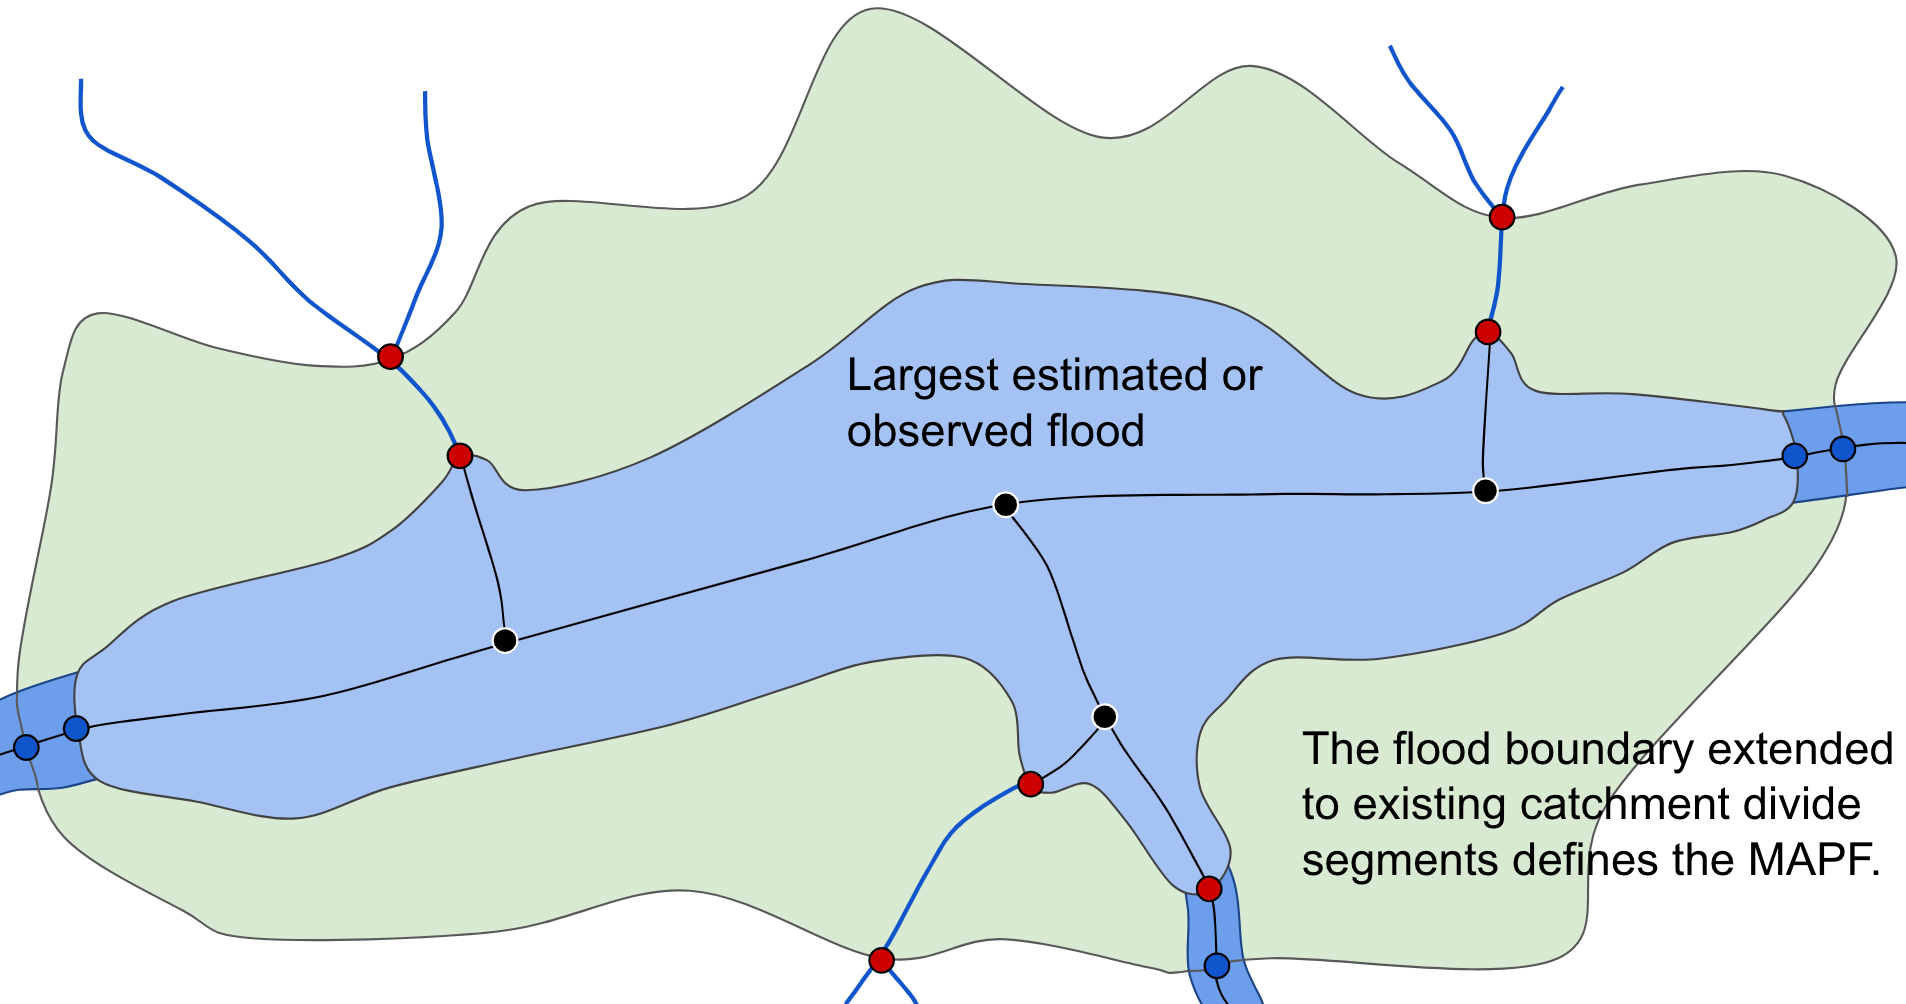 Largest estimated or
observed flood
The flood boundary extended
to existing catchment divide
segments defines the MAPF.